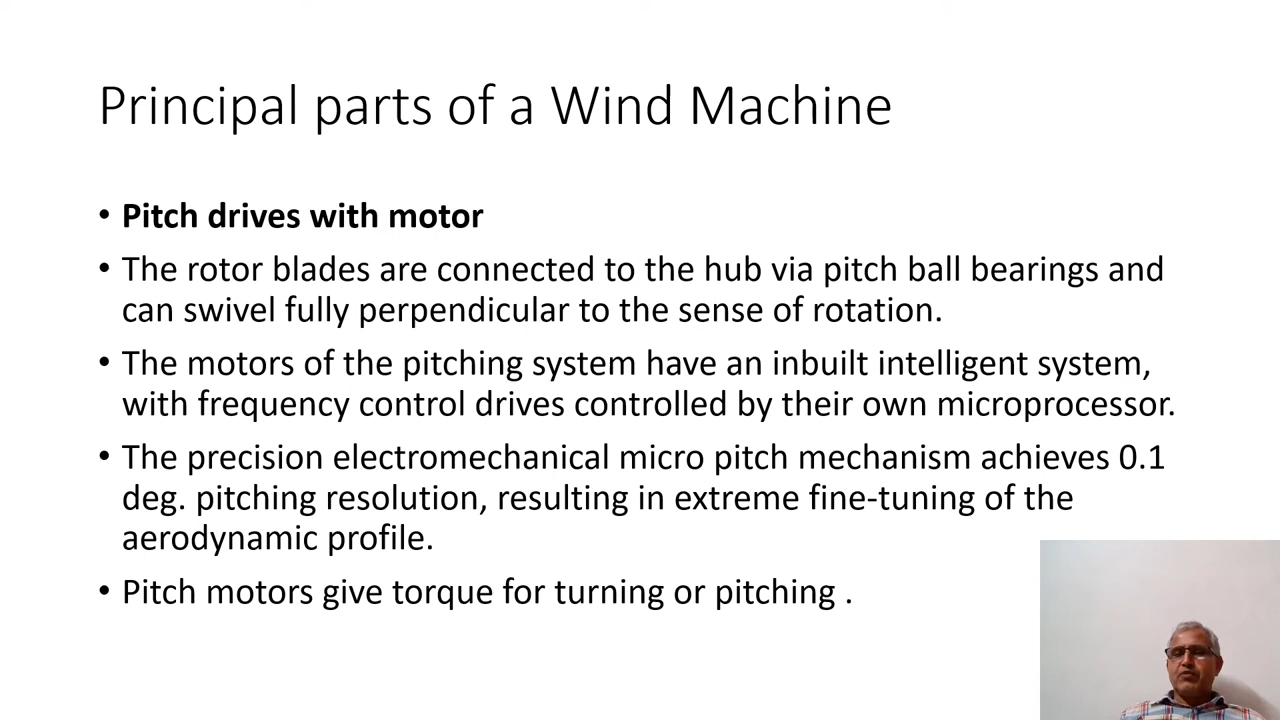 Principal parts of a Wind Machine
• Pitch drives with motor
• The rotor blades are connected to the hub via pitch ball bearings and
can swivel fully perpendicular to the sense of rotation.
• The motors of the pitching system have an inbuilt intelligent system,
with frequency control drives controlled by their own microprocessor.
• The precision electromechanical micro pitch mechanism achieves 0.1
deg. pitching resolution, resulting in extreme fine-tuning of the
aerodynamic profile.
• Pitch motors give torque for turning or pitching .